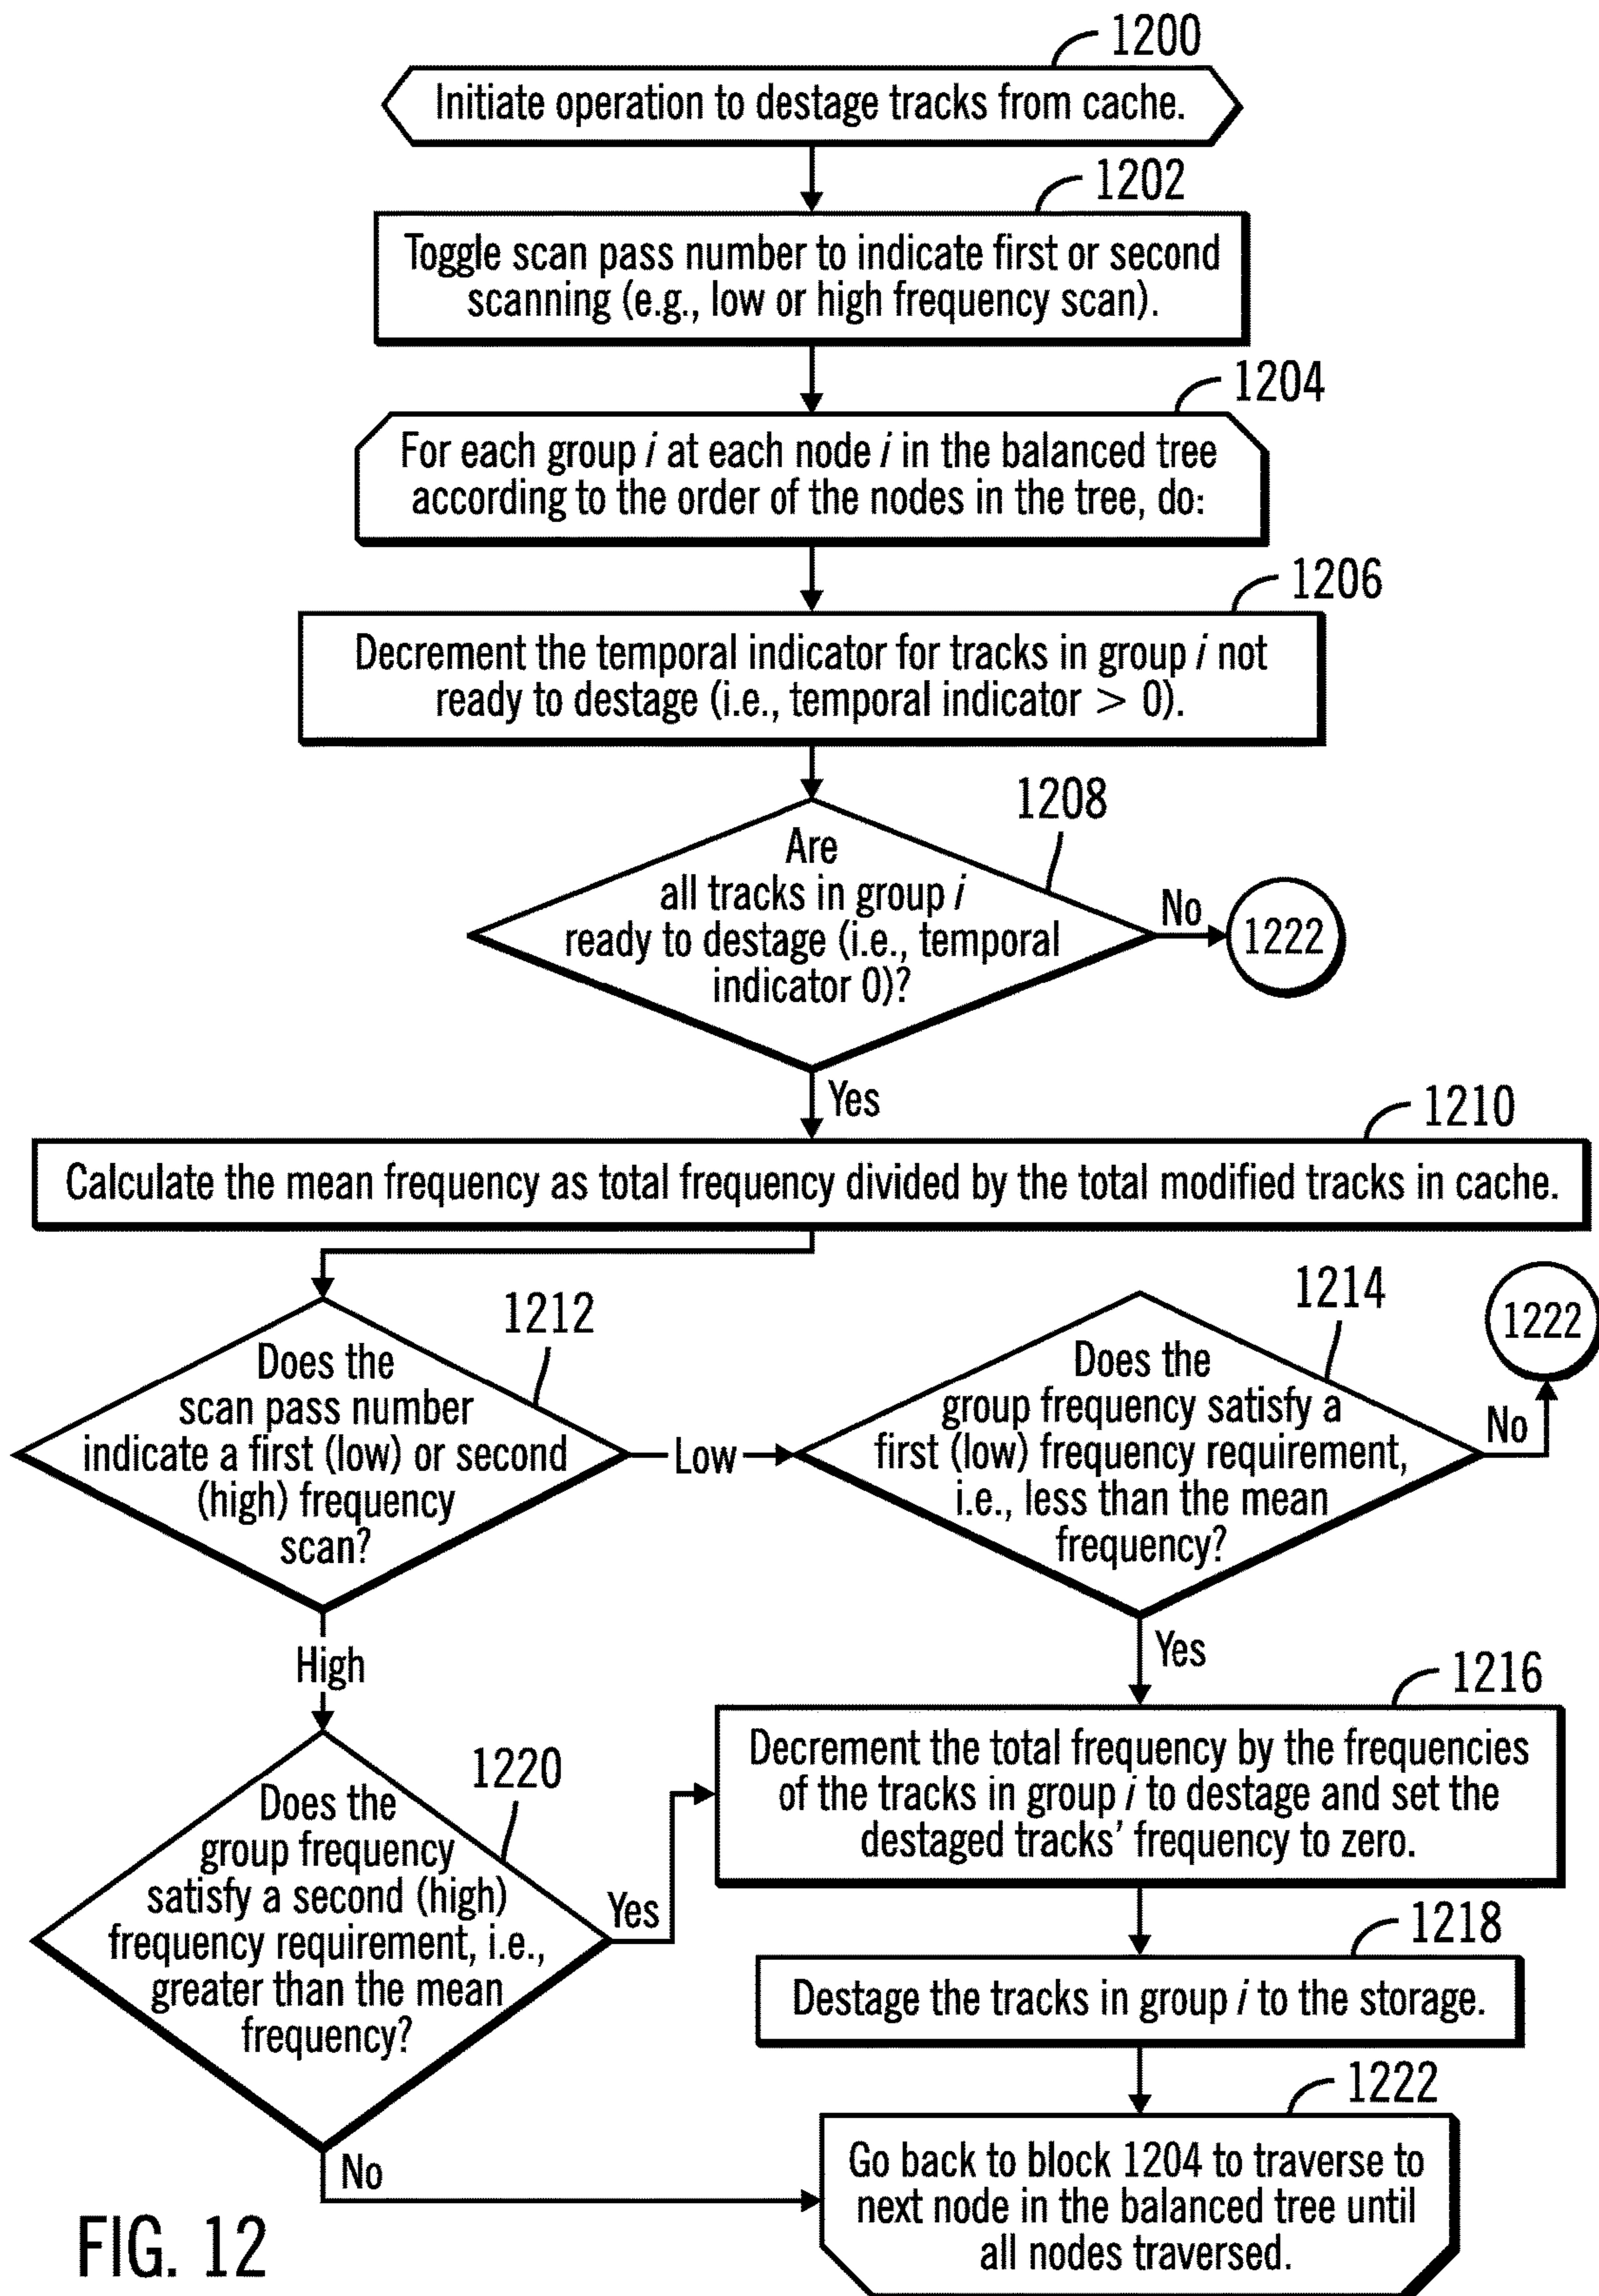 1200
Initiate operation to destage tracks from cache.
1202
Toggle scan pass number to indicate first or second
scanning (e.g., low or high frequency scan).
1204
For each group i at each node i in the balanced tree
according to the order of the nodes in the tree, do:
1206
Decrement the temporal indicator for tracks in group i not
ready to destage (i.e., temporal indicator > 0).
1208
Are
all tracks in group i
ready to destage (i.e., temporal
indicator 0)?
No
1222
Yes
1210
Calculate the mean frequency as total frequency divided by the total modified tracks in cache.
1212
Does the
scan pass number
indicate a first (low) or second
(high) frequency
scan?
Low
1214
Does the
group frequency satisfy a
first (low) frequency requirement,
i.e., less than the mean
frequency?
No
1222
High
Yes
1216
Decrement the total frequency by the frequencies
of the tracks in group i to destage and set the
destaged tracks' frequency to zero.
1220
Does the
group frequency
satisfy a second (high)
frequency requirement, i.e.,
greater than the mean
frequency?
Yes
1218
Destage the tracks in group i to the storage.
No
1222
Go back to block 1204 to traverse to
next node in the balanced tree until
all nodes traversed.
FIG. 12